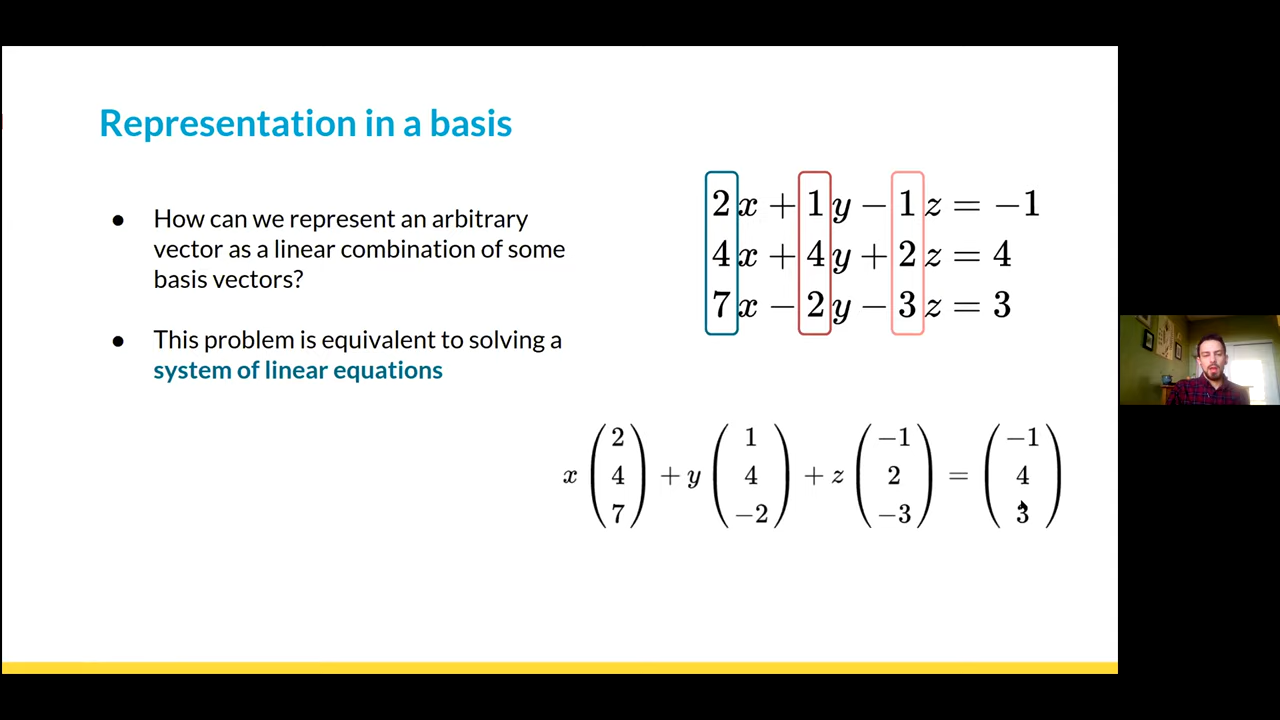 Representation in a basis
● How can we represent an arbitrary
vector as a linear combination of some
basis vectors?
● This problem is equivalent to solving a
system of linear equations
2x + 1y − 1z = −1
4x + 4y + 2z = 4
7x − 2y − 3z = 3
x (2 4 7) + y (1 4 −2) + z (−1 2 −3) = (−1 4 3)